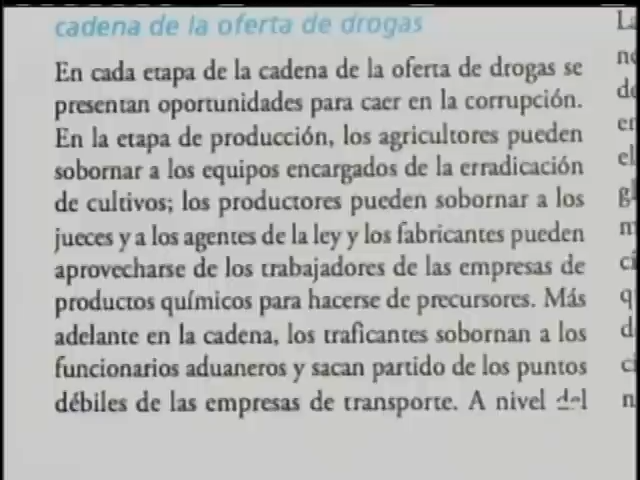 cadena de la oferta de drogas
En cada etapa de la cadena de la oferta de drogas se
presentan oportunidades para caer en la corrupción.
En la etapa de producción, los agricultores pueden
sobornar a los equipos encargados de la erradicación
de cultivos; los productores pueden sobornar a los
jueces y a los agentes de la ley y los fabricantes pueden
aprovecharse de los trabajadores de las empresas de
productos químicos para hacerse de precursores. Más
adelante en la cadena, los traficantes sobornan a los
funcionarios aduaneros y sacan partido de los puntos
débiles de las empresas de transporte. A nivel del